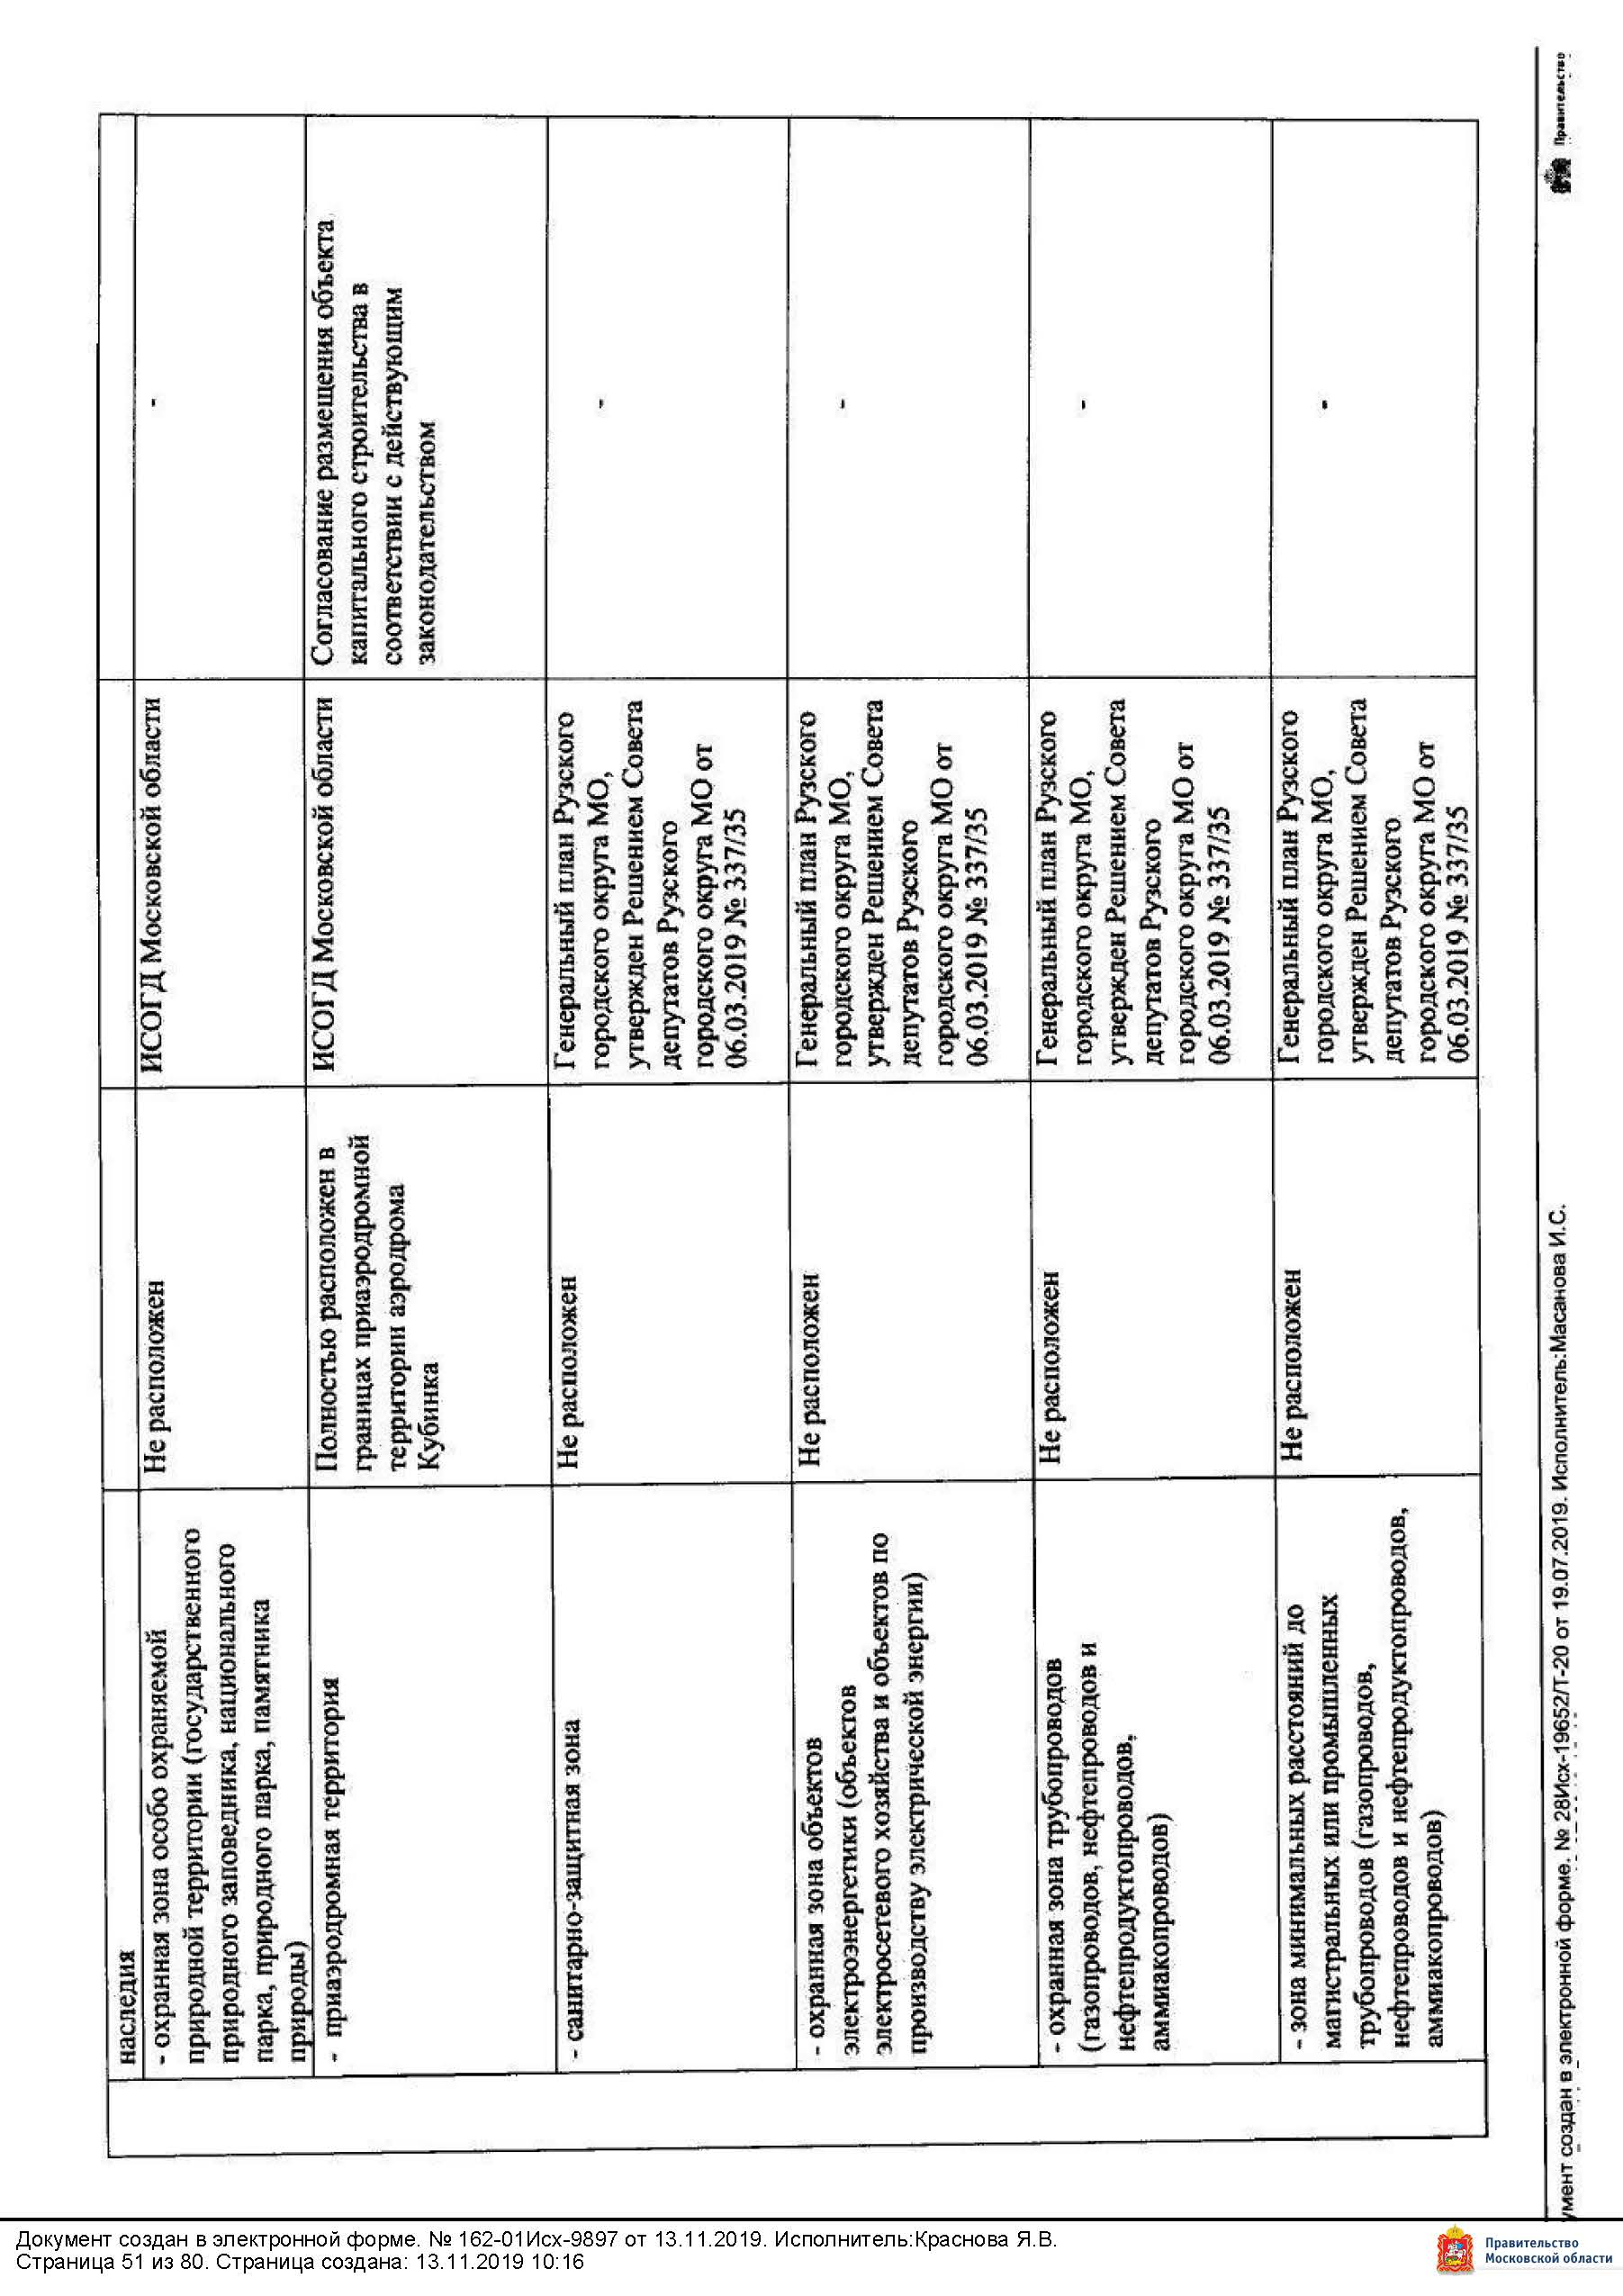 наследия
- охранная зона особо охраняемой
природной территории (государственного
природного заповедника, национального
парка, природного парка, памятника
природы)
Не расположен
ИСОГД Московской области
-
- приаэродромная территория
Полностью расположен в
границах приаэродромной
территории аэродрома
Кубинка
ИСОГД Московской области
Согласование размещения объекта
капитального строительства в
соответствии с действующим
законодательством
- санитарно-защитная зона
Не расположен
Генеральный план Рузского
городского округа МО,
утвержден Решением Совета
депутатов Рузского
городского округа МО от
06.03.2019 № 337/35
-
- охранная зона объектов
электроэнергетики (объектов
электросетевого хозяйства и объектов по
производству электрической энергии)
Не расположен
Генеральный план Рузского
городского округа МО,
утвержден Решением Совета
депутатов Рузского
городского округа МО от
06.03.2019 № 337/35
-
- охранная зона трубопроводов
(газопроводов, нефтепроводов и
нефтепродуктопроводов,
аммиакопроводов)
Не расположен
Генеральный план Рузского
городского округа МО,
утвержден Решением Совета
депутатов Рузского
городского округа МО от
06.03.2019 № 337/35
-
- зона минимальных расстояний до
магистральных или промышленных
трубопроводов (газопроводов,
нефтепроводов и нефтепродуктопроводов,
аммиакопроводов)
Не расположен
Генеральный план Рузского
городского округа МО,
утвержден Решением Совета
депутатов Рузского
городского округа МО от
06.03.2019 № 337/35
-
умент создан в электронной форме. № 28Исх-19652/Т-20 от 19.07.2019. Исполнитель:Масанова И.С.
Правительство
Документ создан в электронной форме. № 162-01Исх-9897 от 13.11.2019. Исполнитель:Краснова Я.В.
Страница 51 из 80. Страница создана: 13.11.2019 10:16
Правительство
Московской области